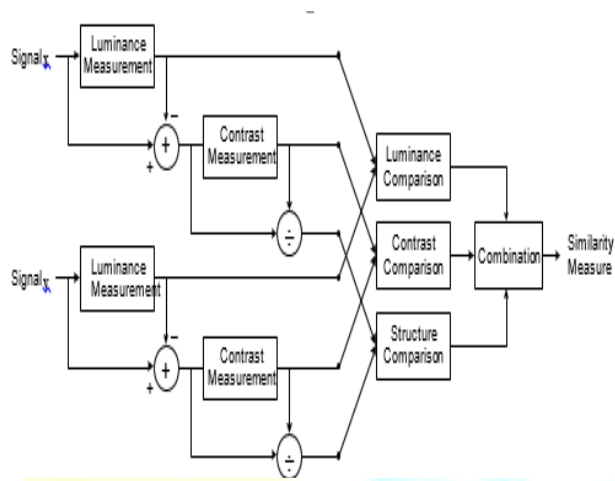 Signal
Luminance
Measurement
−
+
+
Contrast
Measurement
÷
Luminance
Comparison
Signal
Luminance
Measurement
Contrast
Comparison
Combination
Similarity
Measure
−
+
+
Contrast
Measurement
÷
Structure
Comparison